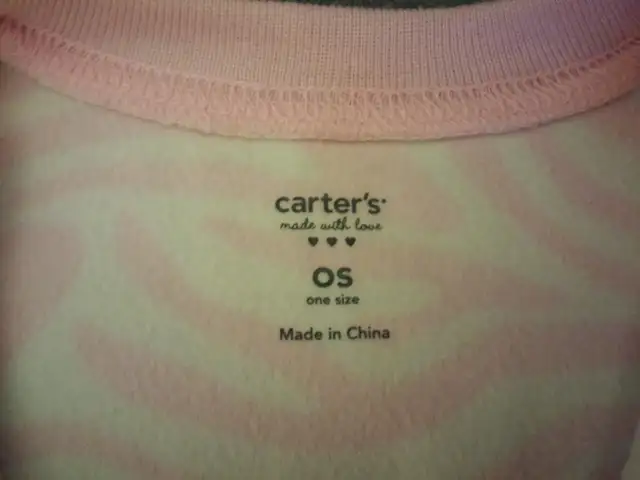 carter's
made with love
♥ ♥ ♥
OS
one size
Made in China